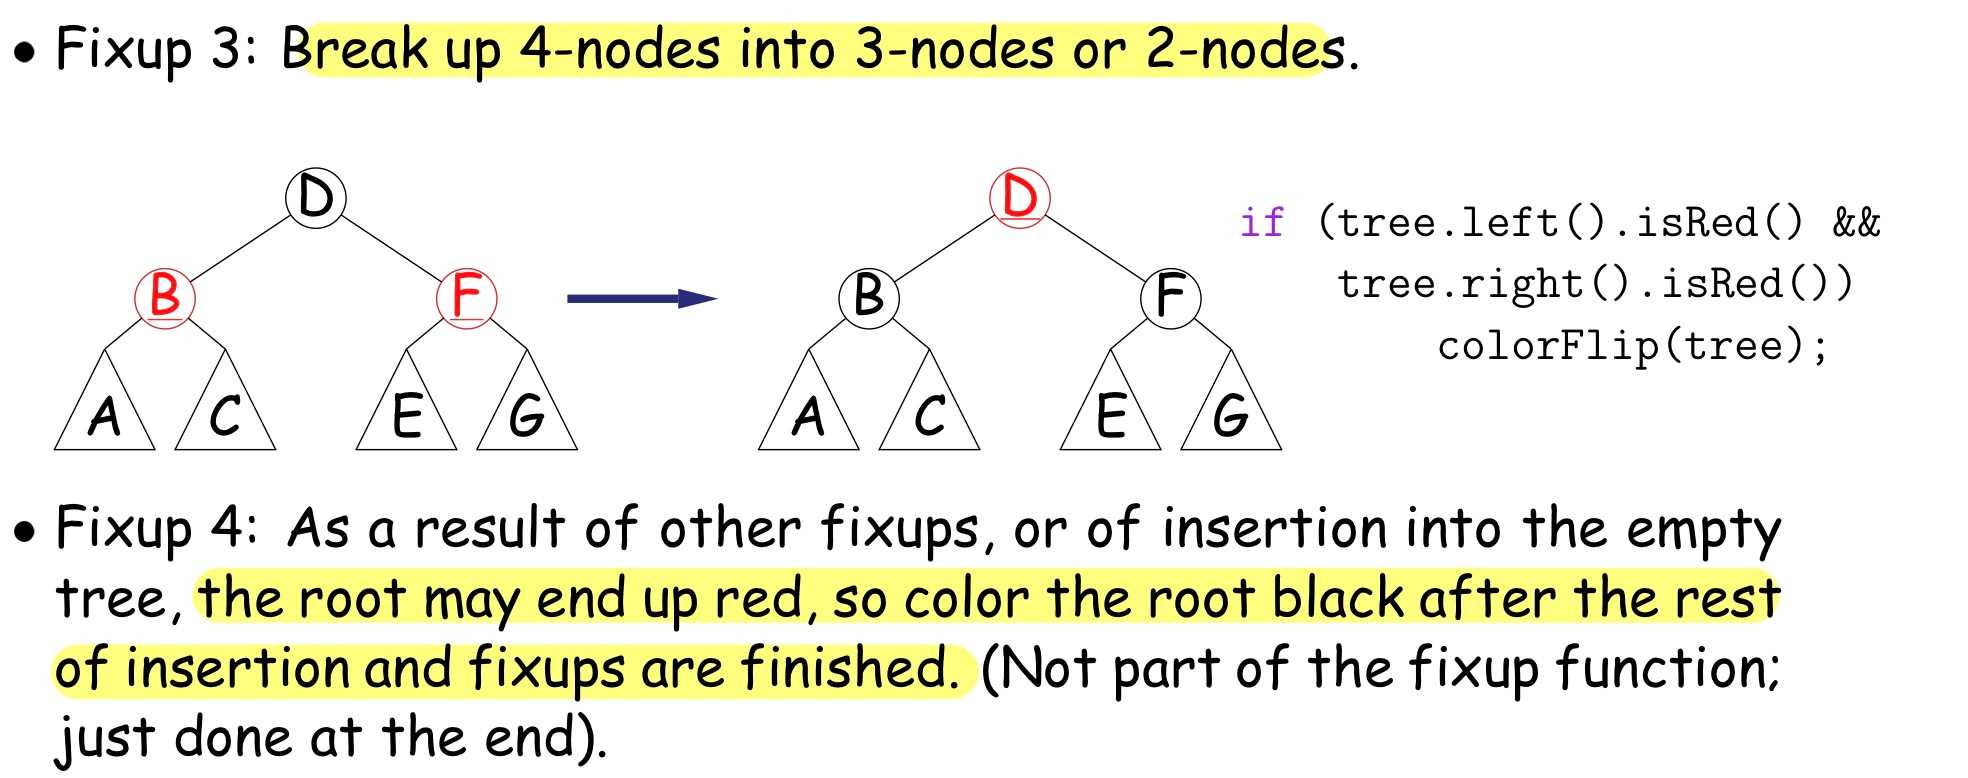 • Fixup 3: Break up 4-nodes into 3-nodes or 2-nodes.
D
B F
A C E G
D
B F
A C E G
if (tree.left().isRed() &&
tree.right().isRed())
colorFlip(tree);
• Fixup 4: As a result of other fixups, or of insertion into the empty
tree, the root may end up red, so color the root black after the rest
of insertion and fixups are finished. (Not part of the fixup function;
just done at the end).